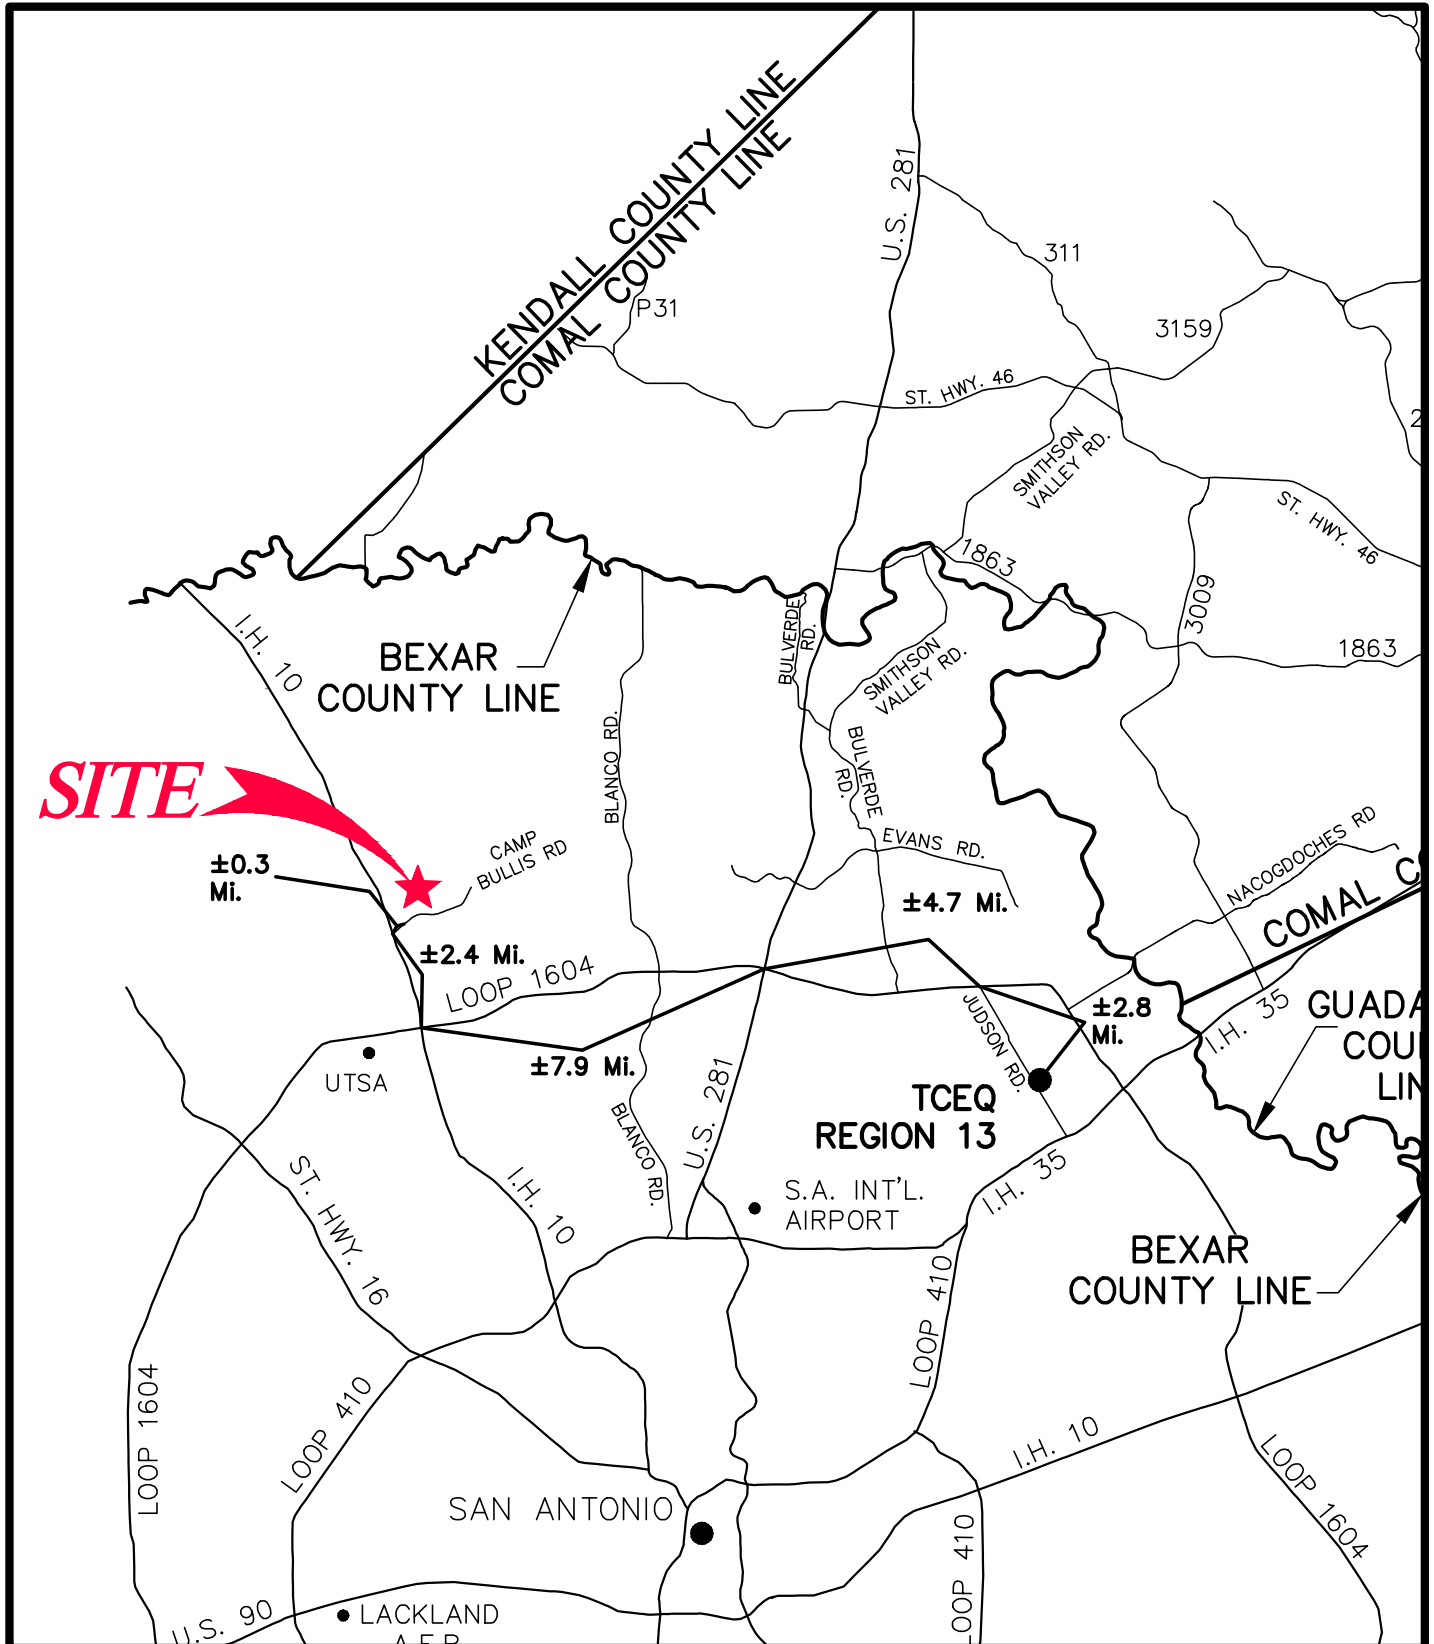 KENDALL COUNTY LINE
COMAL COUNTY LINE
U.S. 281
311
P31
3159
ST. HWY. 46
2
SMITHSON
VALLEY RD.
ST. HWY. 46
1863
3009
1863
I.H. 10
BEXAR
COUNTY LINE
BULVERDE
RD.
SMITHSON
VALLEY RD.
BLANCO RD.
BULVERDE
RD.
SITE
CAMP
BULLIS RD
EVANS RD.
NACOGDOCHES RD
±0.3
Mi.
±4.7 Mi.
COMAL CO
±2.4 Mi.
LOOP 1604
JUDSON RD.
±2.8
Mi.
I.H. 35
GUADA
COU
LIN
UTSA
±7.9 Mi.
U.S. 281
TCEQ
REGION 13
BLANCO RD.
ST. HWY. 16
I.H. 10
S.A. INT'L.
AIRPORT
I.H. 35
BEXAR
COUNTY LINE
LOOP 410
LOOP 1604
LOOP 410
I.H. 10
LOOP 1604
SAN ANTONIO
LOOP 410
U.S. 90
LACKLAND
A.F.B.